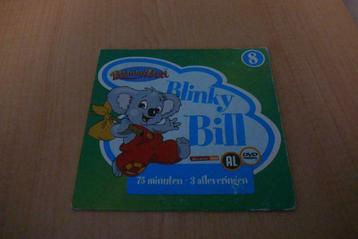 8
Blinky
Bill
AL
DVD
75 minuten - 3 afleveringen